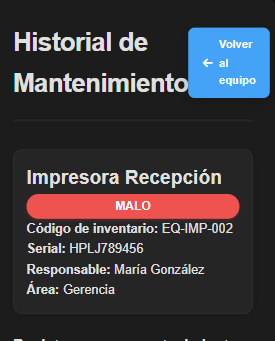 Historial de
Mantenimiento
Volver
al
equipo
Impresora Recepción
MALO
Código de inventario: EQ-IMP-002
Serial: HPLJ789456
Responsable: María González
Área: Gerencia